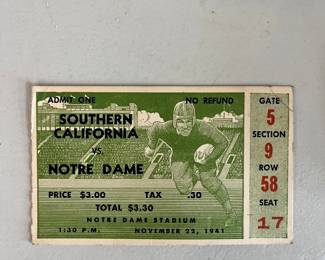 ADMIT ONE NO REFUND
SOUTHERN
CALIFORNIA
VS.
NOTRE DAME
PRICE $3.00 TAX .30
TOTAL $3.30
NOTRE DAME STADIUM
1:30 P.M. NOVEMBER 22, 1941
GATE
5
SECTION
9
ROW
58
SEAT
17